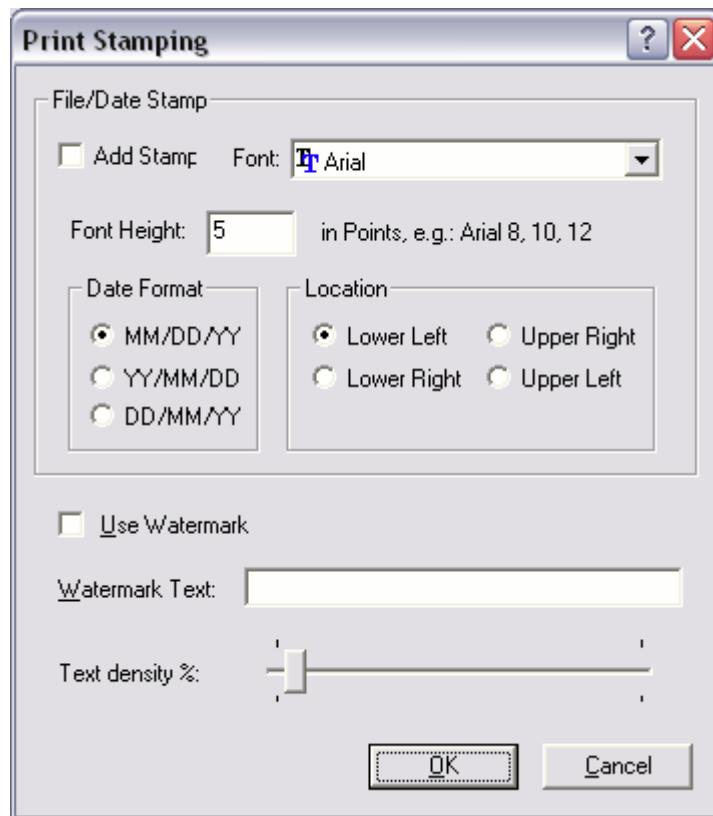 Print Stamping
File/Date Stamp
Add Stamp Font: Arial
Font Height: 5 in Points, e.g.: Arial 8, 10, 12
Date Format Location
MM/DD/YY Lower Left Upper Right
YY/MM/DD Lower Right Upper Left
DD/MM/YY
Use Watermark
Watermark Text:
Text density %:
OK Cancel